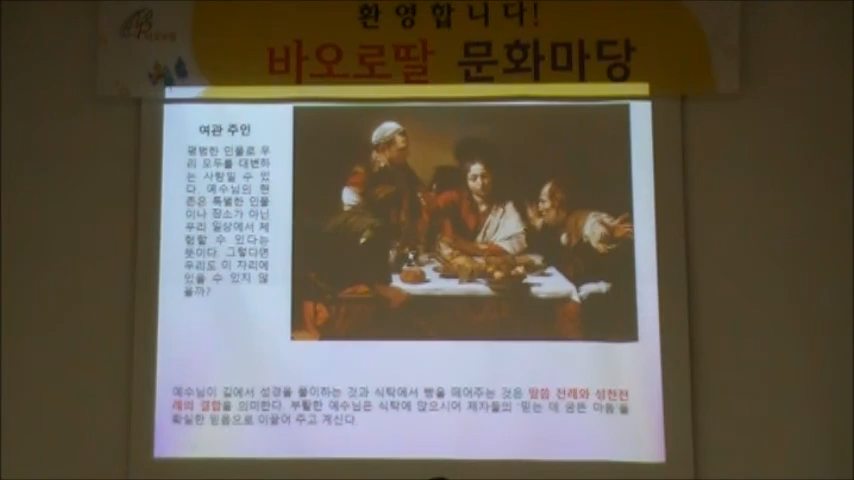 환영합니다!
바오로딸 문화마당
여관 주인
평범한 인물로 우
리 모두를 대변하
는 사람일 수 있
다. 예수님의 현
존은 특별한 인물
이나 장소가 아닌
우리 일상에서 체
험할 수 있다는
뜻이다. 그렇다면
우리도 이 자리에
있을 수 있지 않
을까?
예수님이 길에서 성경을 풀이하는 것과 식탁에서 빵을 떼어주는 것은 말씀 전례와 성찬전
례의 결합을 의미한다. 부활한 예수님은 식탁에 앉으시어 제자들의 '믿는 데 굼뜬 마음'을
확실한 믿음으로 이끌어 주고 계신다.